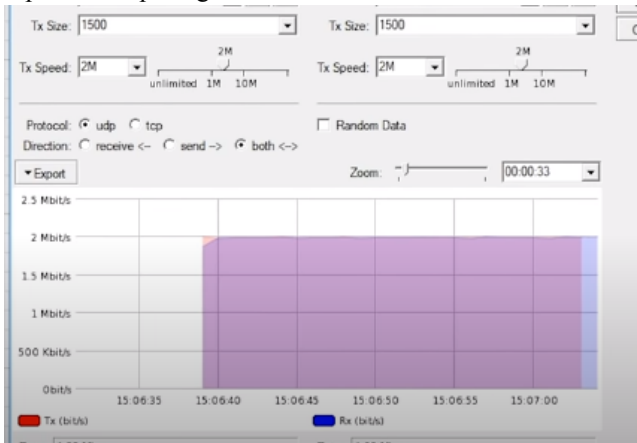 Tx Size: 1500 Tx Size: 1500
2M 2M
Tx Speed: 2M Tx Speed: 2M
unlimited 1M 10M unlimited 1M 10M
Protocol: udp tcp Random Data
Direction: receive <- send -> both <->
Export Zoom: 00:00:33
2.5 Mbit/s
2 Mbit/s
1.5 Mbit/s
1 Mbit/s
500 Kbit/s
0bit/s
15:06:35 15:06:40 15:06:45 15:06:50 15:06:55 15:07:00
Tx (bit/s) Rx (bit/s)